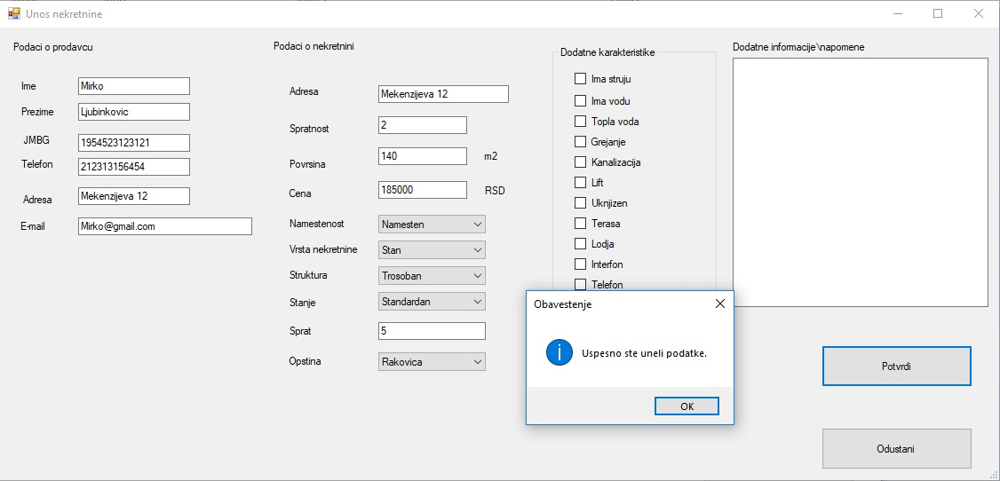 Unos nekretnine
Podaci o prodavcu
Ime
Mirko
Prezime
Ljubinkovic
JMBG
1954523123121
Telefon
212313156454
Adresa
Mekenzijeva 12
E-mail
Mirko@gmail.com
Podaci o nekretnini
Adresa
Mekenzijeva 12
Spratnost
2
Povrsina
140
m2
Cena
185000
RSD
Namestenost
Namesten
Vrsta nekretnine
Stan
Struktura
Trosoban
Stanje
Standardan
Sprat
5
Opstina
Rakovica
Dodatne karakteristike
Ima struju
Ima vodu
Topla voda
Grejanje
Kanalizacija
Lift
Uknjizen
Terasa
Lodja
Interfon
Telefon
Dodatne informacije\napomene
Obavestenje
Uspesno ste uneli podatke.
OK
Potvrdi
Odustani